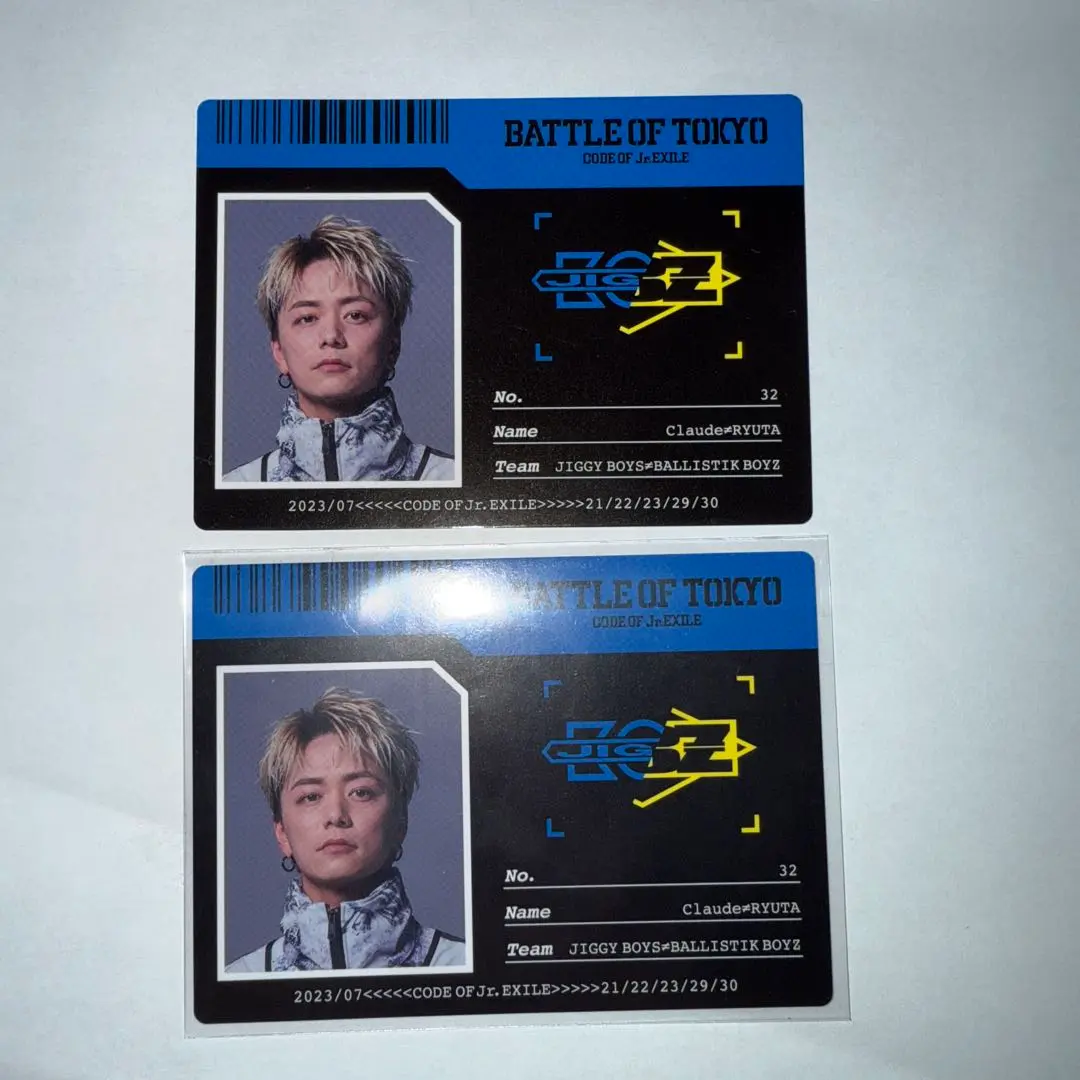 BATTLE OF TOKYO
CODE OF Jr.EXILE
JIG
No. 32
Name Claude≠RYUTA
Team JIGGY BOYS≠BALLISTIK BOYZ
2023/07<<<<<CODE OF Jr. EXILE>>>>>21/22/23/29/30
BATTLE OF TOKYO
CODE OF Jr.EXILE
JIG
No. 32
Name Claude≠RYUTA
Team JIGGY BOYS≠BALLISTIK BOYZ
2023/07<<<<<CODE OF Jr. EXILE>>>>>21/22/23/29/30